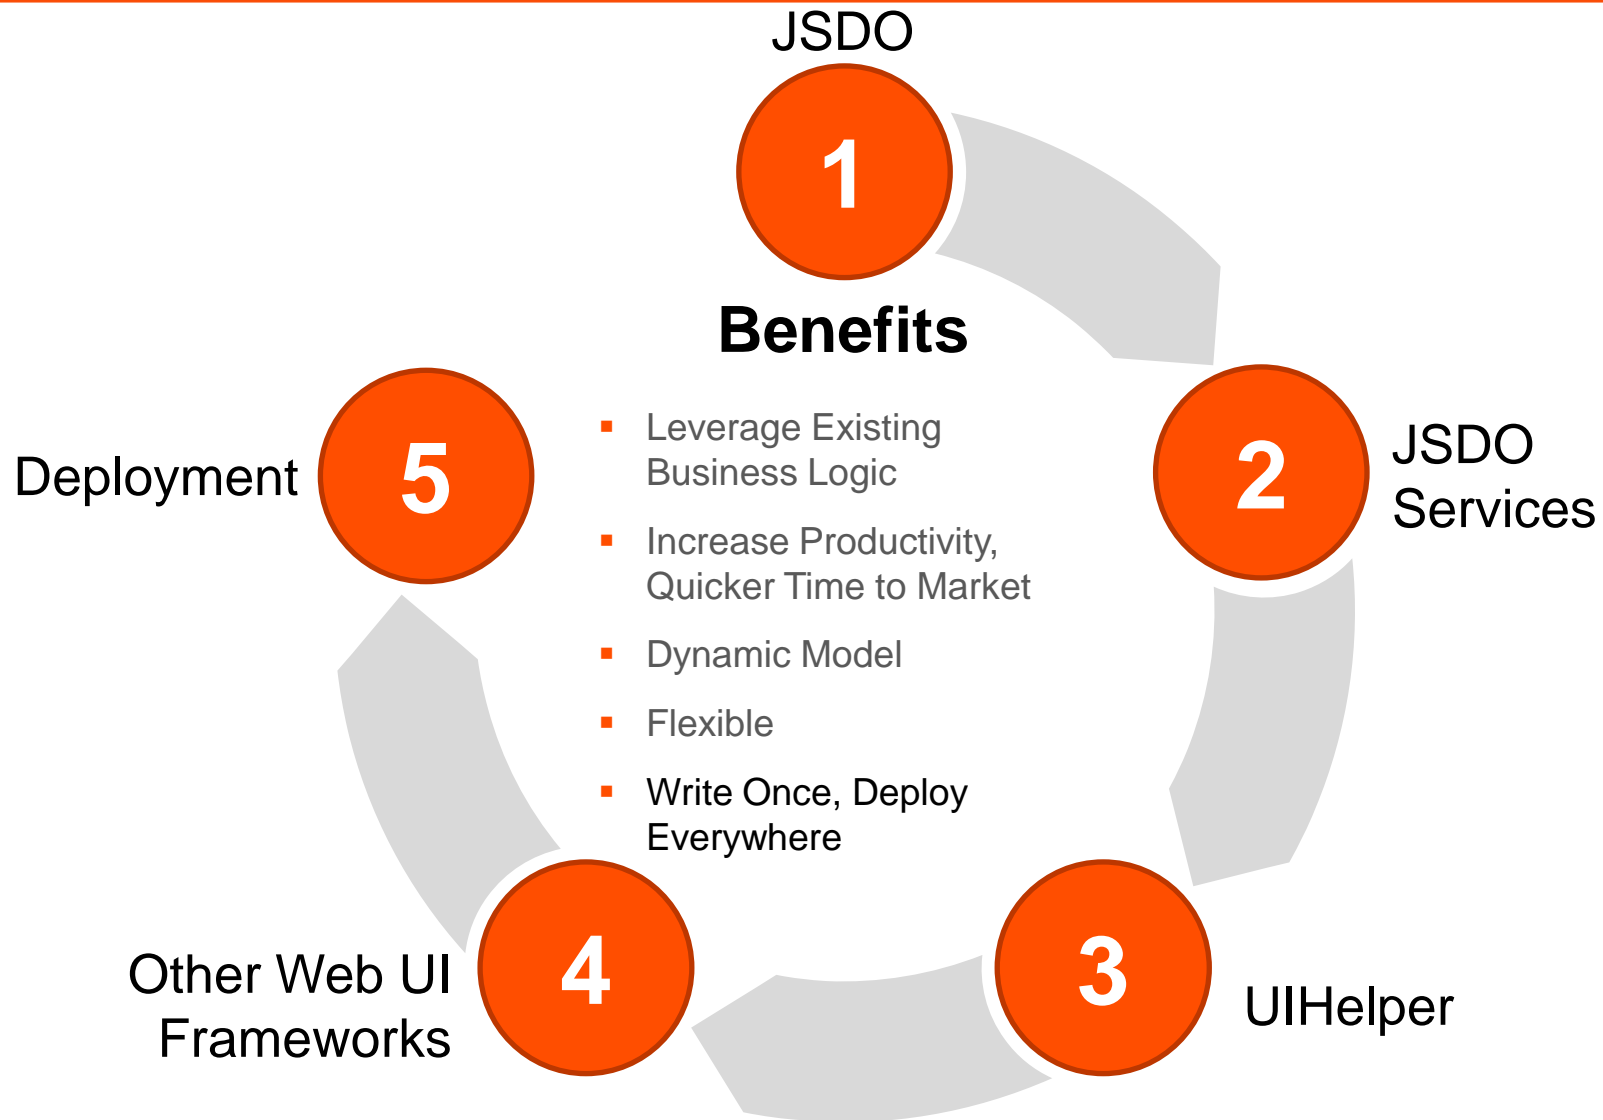 JSDO
1
Benefits
▪ Leverage Existing
Business Logic
▪ Increase Productivity,
Quicker Time to Market
▪ Dynamic Model
▪ Flexible
▪ Write Once, Deploy
Everywhere
2
JSDO
Services
3
UIHelper
4
Other Web UI
Frameworks
5
Deployment